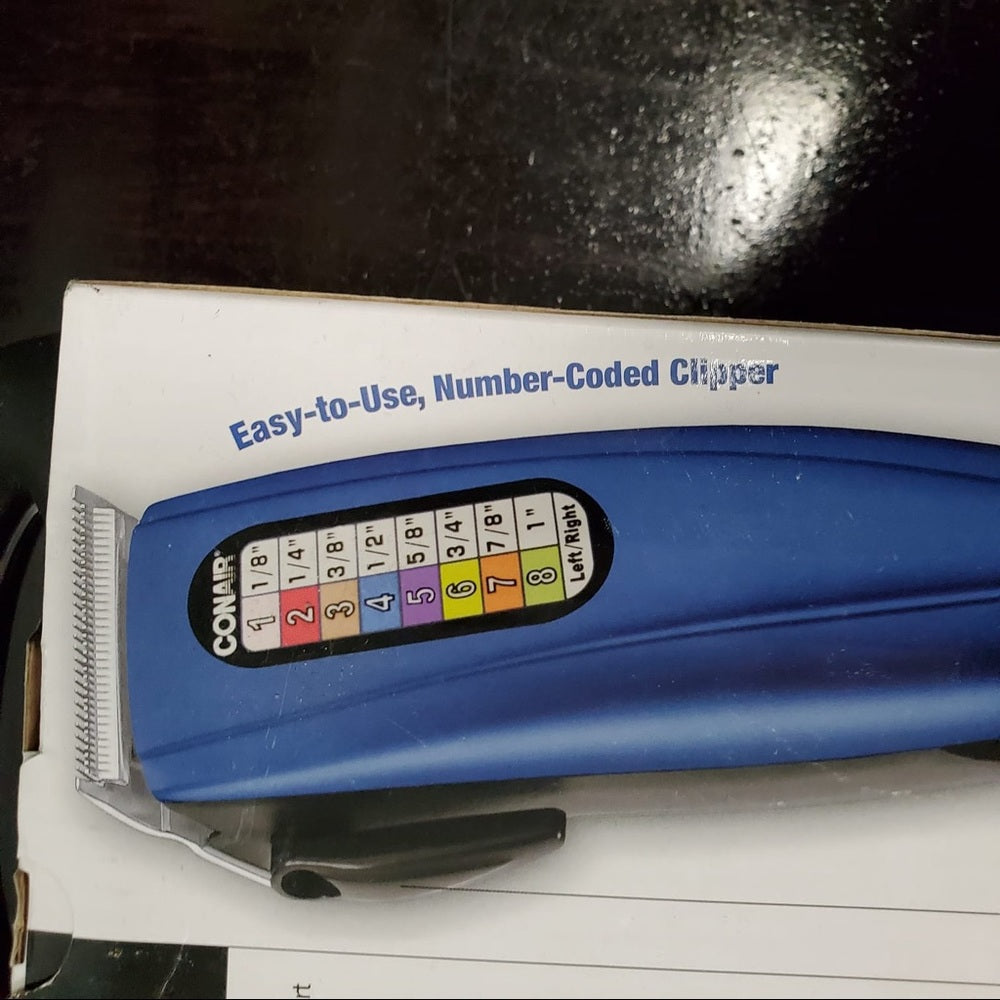 Easy-to-Use, Number-Coded Clipper
CONAIR®
1 1/8"
2 1/4"
3 3/8"
4 1/2"
5 5/8"
6 3/4"
7 7/8"
8 1"
Left/Right
rt